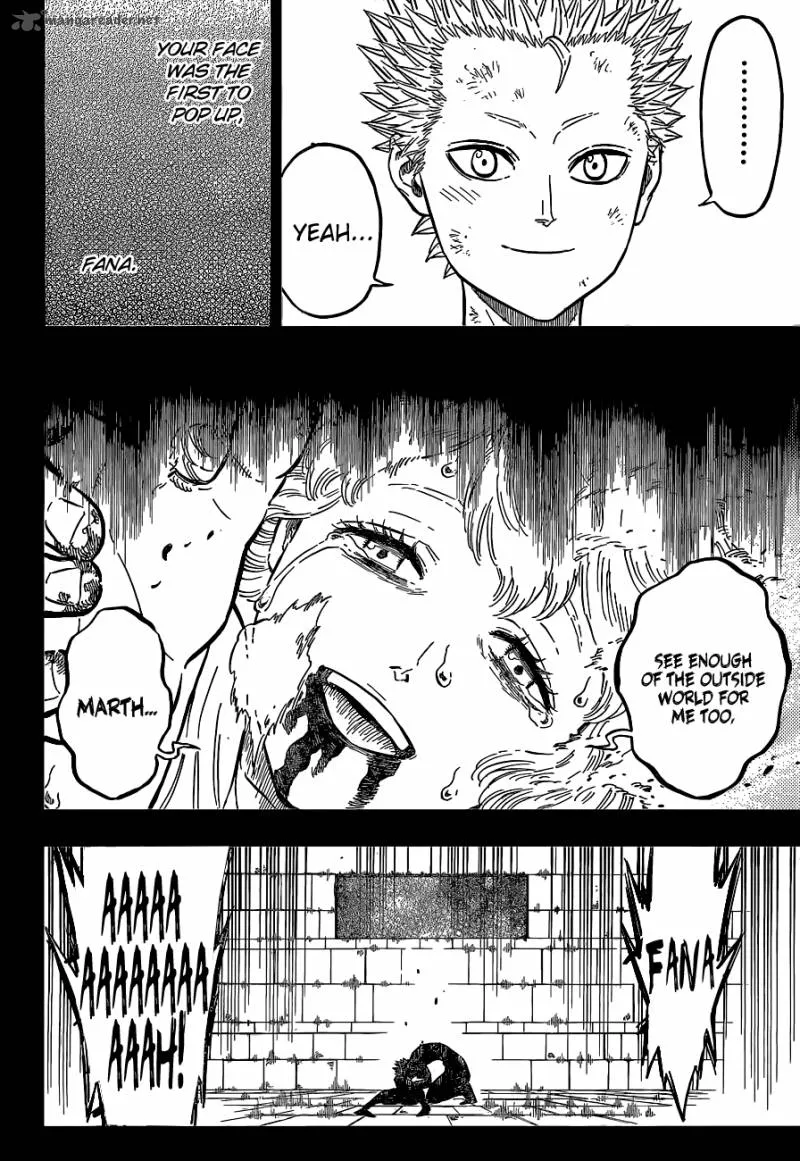 mangareader.net
.........
YEAH...
YOUR FACE
WAS THE
FIRST TO
POP UP,
FANA.
SEE ENOUGH
OF THE OUTSIDE
WORLD FOR
ME TOO,
MARTH...
FANA
AAAAA
AAAAAAAA
AAAH!